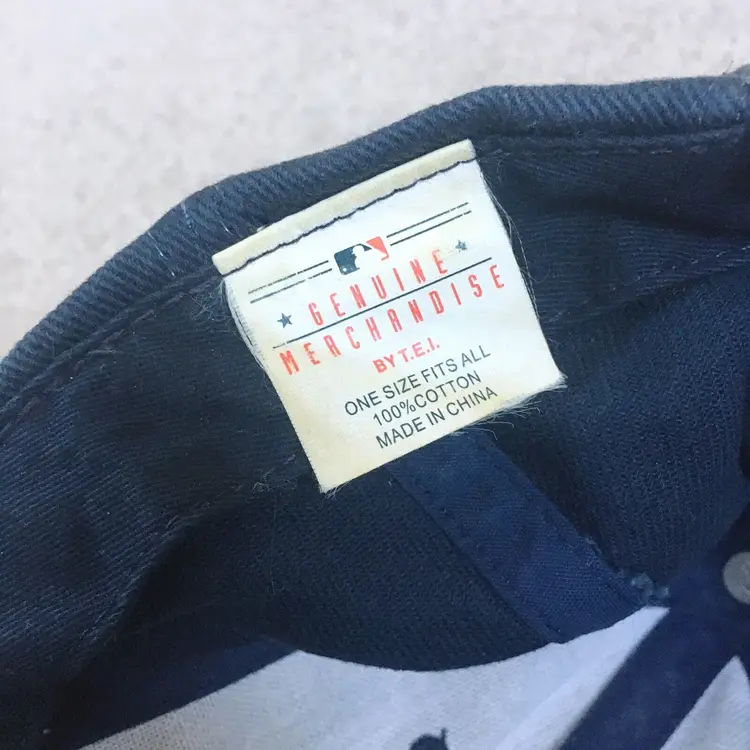 GENUINE
MERCHANDISE
BY T.E.I.
ONE SIZE FITS ALL
100%COTTON
MADE IN CHINA